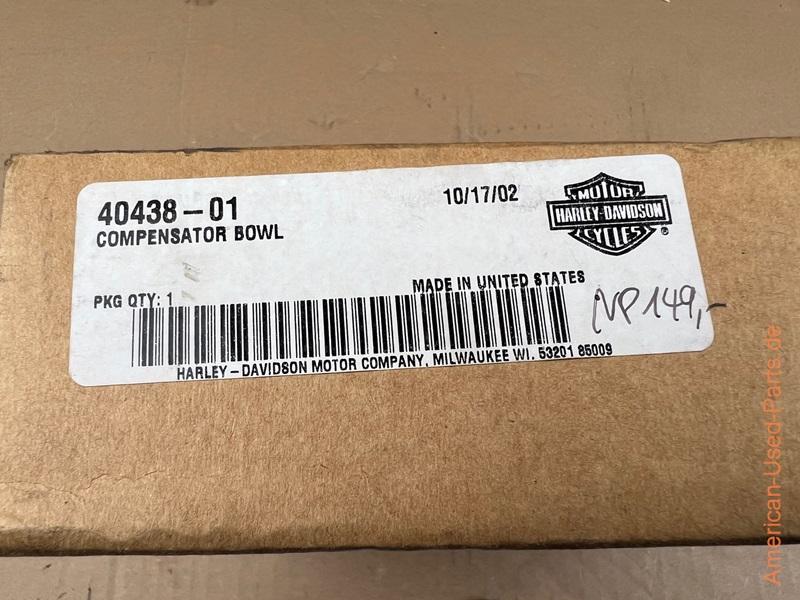 40438-01
COMPENSATOR BOWL
10/17/02
MOTOR
HARLEY-DAVIDSON
CYCLES
®
PKG QTY: 1
MADE IN UNITED STATES
NP 149,-
HARLEY-DAVIDSON MOTOR COMPANY, MILWAUKEE WI. 53201 85009
American-Used-Parts.de